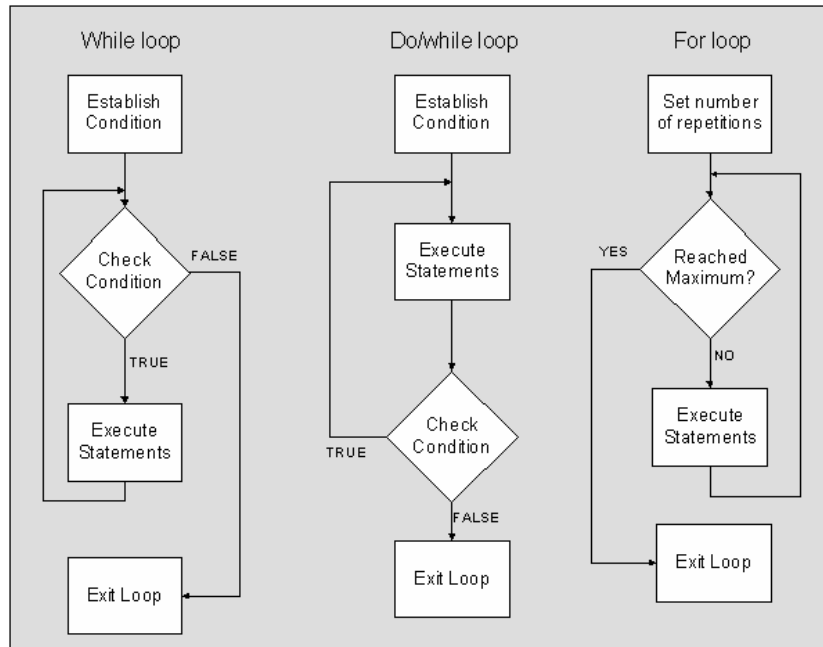 While loop
Establish
Condition
Check
Condition
FALSE
TRUE
Execute
Statements
Exit Loop
Do/while loop
Establish
Condition
Execute
Statements
Check
Condition
TRUE
FALSE
Exit Loop
For loop
Set number
of repetitions
YES
Reached
Maximum?
NO
Execute
Statements
Exit Loop